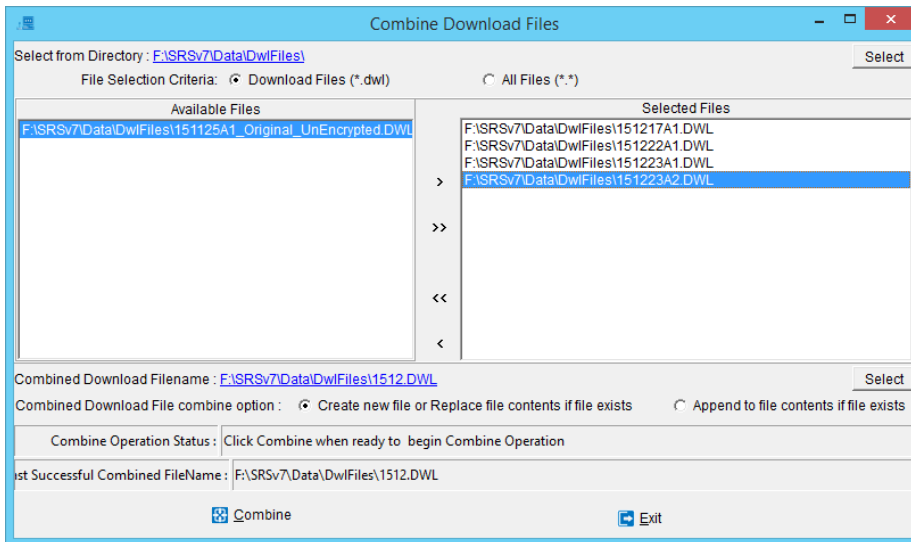 Combine Download Files
Select from Directory : F:\SRSv7\Data\DwlFiles\
Select
File Selection Criteria: Download Files (*.dwl) All Files (*.*)
Available Files
F:\SRSv7\Data\DwlFiles\151125A1_Original_UnEncrypted.DWL
>
>>
<<
<
Selected Files
F:\SRSv7\Data\DwlFiles\151217A1.DWL
F:\SRSv7\Data\DwlFiles\151222A1.DWL
F:\SRSv7\Data\DwlFiles\151223A1.DWL
F:\SRSv7\Data\DwlFiles\151223A2.DWL
Combined Download Filename : F:\SRSv7\Data\DwlFiles\1512.DWL
Select
Combined Download File combine option : Create new file or Replace file contents if file exists Append to file contents if file exists
Combine Operation Status : Click Combine when ready to begin Combine Operation
ast Successful Combined FileName : F:\SRSv7\Data\DwlFiles\1512.DWL
Combine
Exit